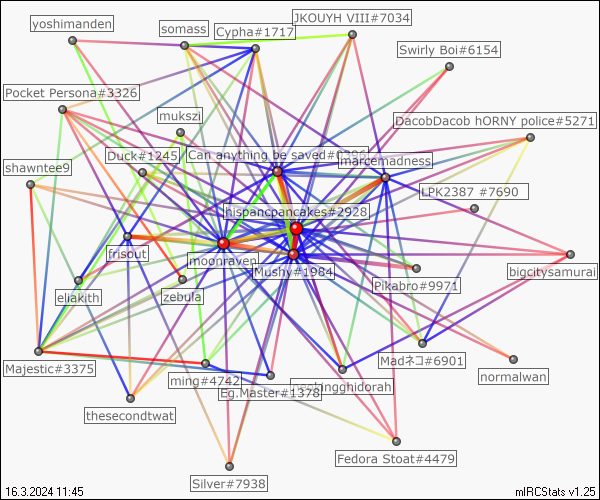 JKOUYH VIII#7034
yoshimanden
somass
Cypha#1717
Swirly Boi#6154
Pocket Persona#3326
mukszi
DacobDacob hORNY police#5271
Duck#1245
Can anything be saved#0396
marcemadness
shawntee9
LPK2387 #7690
hispancpancakes#2928
frisout
moonraven
Mushy#1984
bigcitysamurai
Pikabro#9971
eliakith
zebula
Majestic#3375
Madネコ#6901
normalwan
ming#4742
Eg.Master#1378
gghidorah
thesecondtwat
Fedora Stoat#4479
Silver#7938
16.3.2024 11:45
mIRCStats v1.25